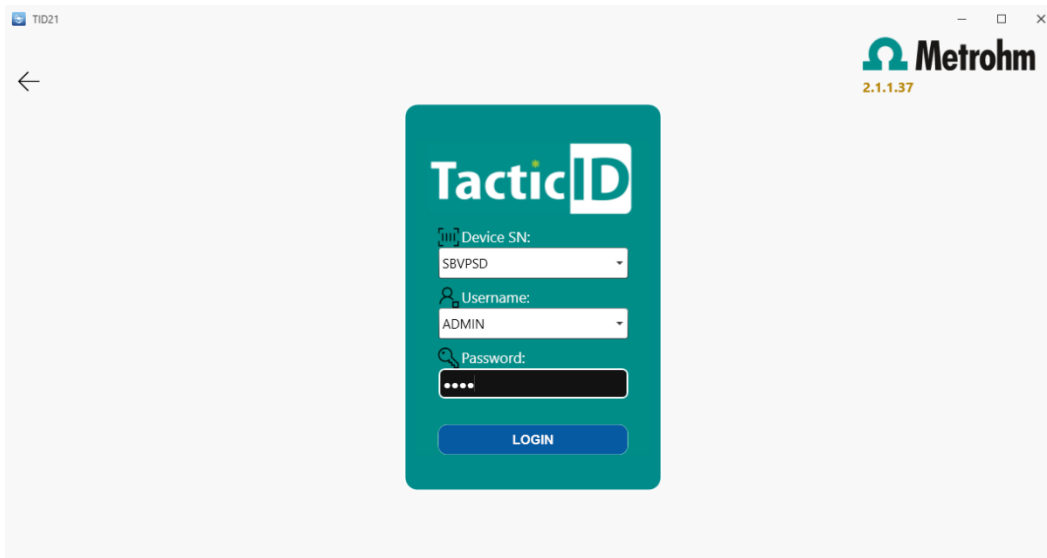 TID21
Metrohm
2.1.1.37
TacticID
Device SN:
SBVPSD
Username:
ADMIN
Password:
••••
LOGIN